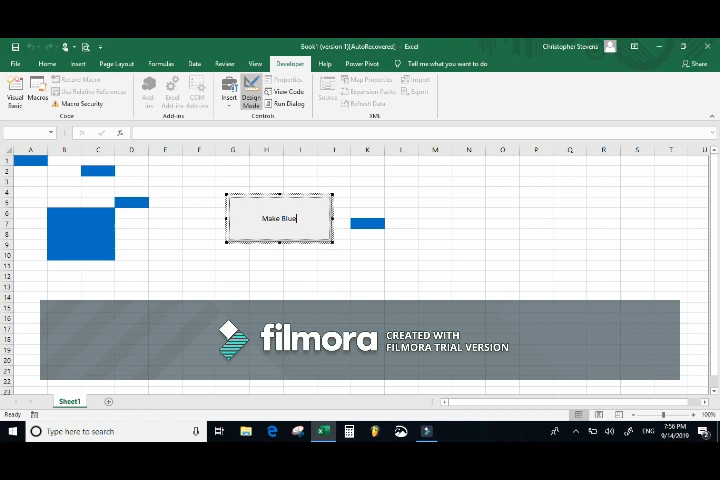 Book1 (version 1)[AutoRecovered] – Excel
Christopher Stevens
File Home Insert Page Layout Formulas Data Review View Developer Help Power Pivot Tell me what you want to do Share
Visual Basic
Macros
Record Macro
Use Relative References
Macro Security
Code
Add-ins
Excel Add-ins
COM Add-ins
Add-ins
Insert
Design Mode
Properties
View Code
Run Dialog
Controls
Source
Map Properties
Expansion Packs
Refresh Data
Import
Export
XML
fx
A B C D E F G H I J K L M N O P Q R S T U
1
2
3
4
5
6
7
8
9
10
11
12
13
14
15
16
17
18
19
20
21
22
23
Make Blue
filmora
CREATED WITH
FILMORA TRIAL VERSION
Sheet1
Ready
100%
Type here to search
ENG
7:56 PM
9/14/2019
2